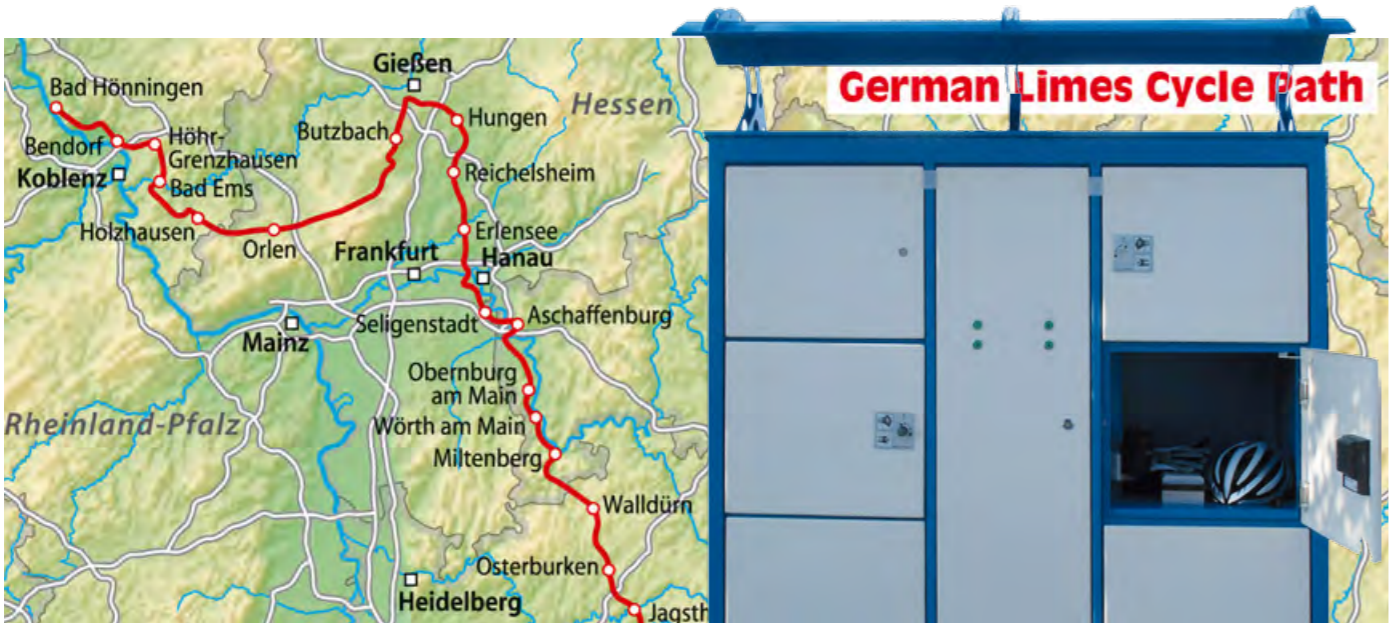 German Limes Cycle Path
Gießen
Hessen
Bad Hönningen
Hungen
Butzbach
Bendorf
Höhr-
Grenzhausen
Koblenz
Bad Ems
Reichelsheim
Holzhausen
Orlen
Erlensee
Frankfurt
Hanau
Seligenstadt
Aschaffenburg
Mainz
Obernburg
am Main
Rheinland-Pfalz
Wörth am Main
Miltenberg
Walldürn
Osterburken
Heidelberg
Jagsth